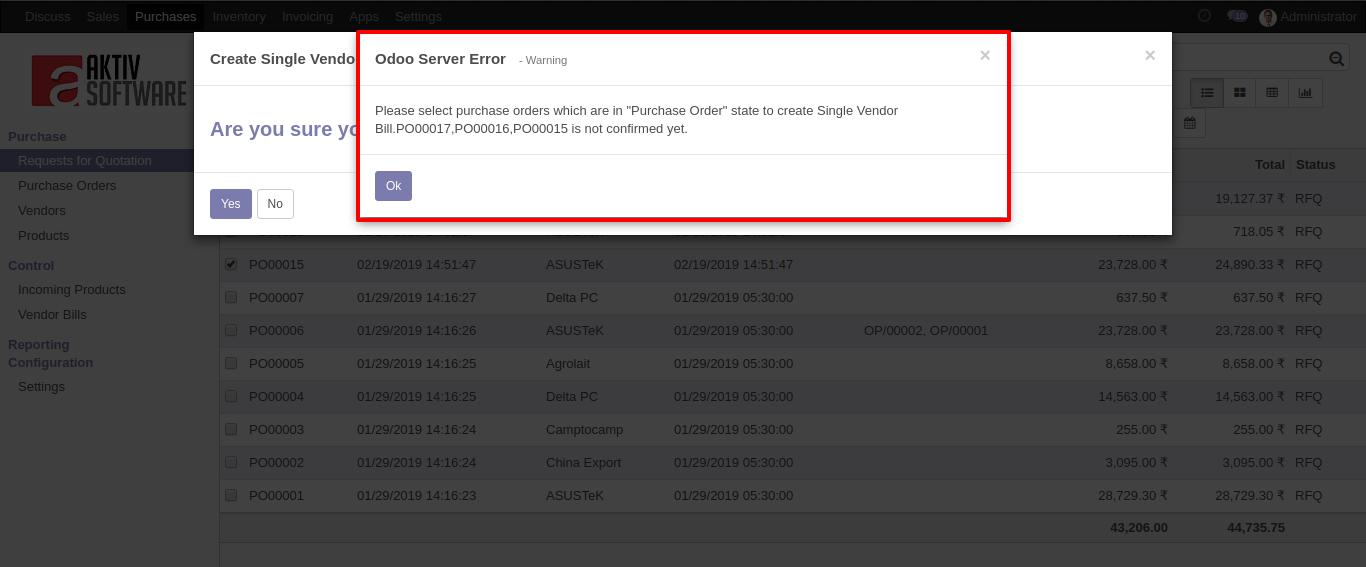 Discuss Sales Purchases Inventory Invoicing Apps Settings 10 Administrator
AKTIV
SOFTWARE
Create Single Vendo
×
Odoo Server Error - Warning ×
Please select purchase orders which are in "Purchase Order" state to create Single Vendor
Bill.PO00017,PO00016,PO00015 is not confirmed yet.
Ok
Are you sure yo
Yes No
Purchase
Requests for Quotation
Purchase Orders
Vendors
Products
Control
Incoming Products
Vendor Bills
Reporting
Configuration
Settings
Total Status
19,127.37 ₹ RFQ
718.05 ₹ RFQ
PO00015 02/19/2019 14:51:47 ASUSTeK 02/19/2019 14:51:47 23,728.00 ₹ 24,890.33 ₹ RFQ
PO00007 01/29/2019 14:16:27 Delta PC 01/29/2019 05:30:00 637.50 ₹ 637.50 ₹ RFQ
PO00006 01/29/2019 14:16:26 ASUSTeK 01/29/2019 05:30:00 OP/00002, OP/00001 23,728.00 ₹ 23,728.00 ₹ RFQ
PO00005 01/29/2019 14:16:25 Agrolait 01/29/2019 05:30:00 8,658.00 ₹ 8,658.00 ₹ RFQ
PO00004 01/29/2019 14:16:25 Delta PC 01/29/2019 05:30:00 14,563.00 ₹ 14,563.00 ₹ RFQ
PO00003 01/29/2019 14:16:24 Camptocamp 01/29/2019 05:30:00 255.00 ₹ 255.00 ₹ RFQ
PO00002 01/29/2019 14:16:24 China Export 01/29/2019 05:30:00 3,095.00 ₹ 3,095.00 ₹ RFQ
PO00001 01/29/2019 14:16:23 ASUSTeK 01/29/2019 05:30:00 28,729.30 ₹ 28,729.30 ₹ RFQ
43,206.00 44,735.75